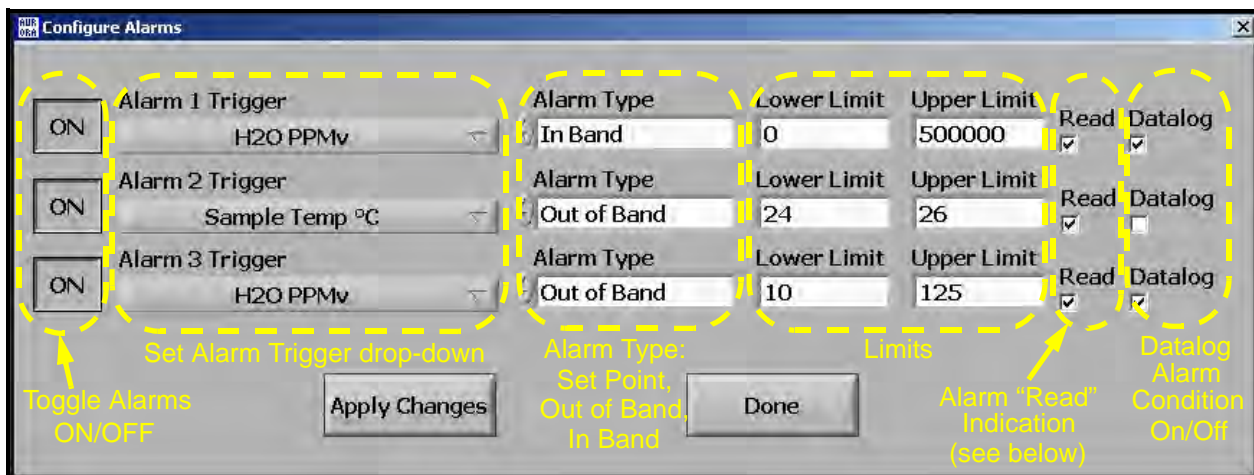 AUR
ORA Configure Alarms
Alarm 1 Trigger Alarm Type Lower Limit Upper Limit
ON H2O PPMv In Band 0 500000 Read Datalog
Alarm 2 Trigger Alarm Type Lower Limit Upper Limit
ON Sample Temp ºC Out of Band 24 26 Read Datalog
Alarm 3 Trigger Alarm Type Lower Limit Upper Limit
ON H2O PPMv Out of Band 10 125 Read Datalog
Toggle Alarms
ON/OFF
Set Alarm Trigger drop-down
Alarm Type:
Set Point,
Out of Band,
In Band
Limits
Alarm “Read”
Indication
(see below)
Datalog
Alarm
Condition
On/Off
Apply Changes Done